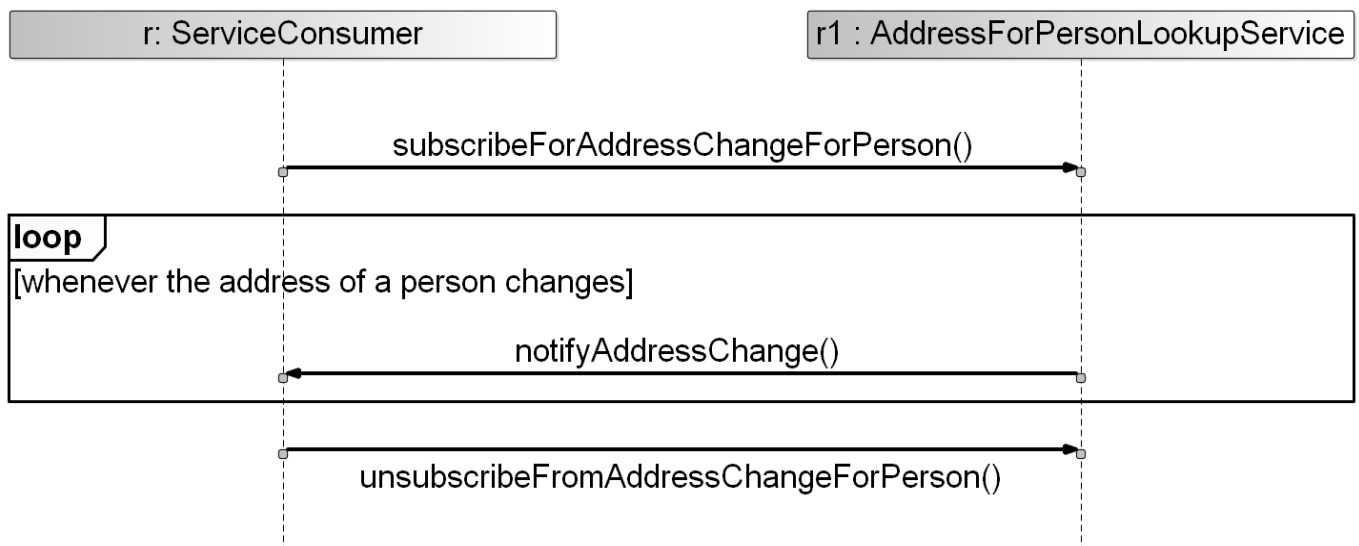 r: ServiceConsumer
r1 : AddressForPersonLookupService
subscribeForAddressChangeForPerson()
loop
[whenever the address of a person changes]
notifyAddressChange()
unsubscribeFromAddressChangeForPerson()